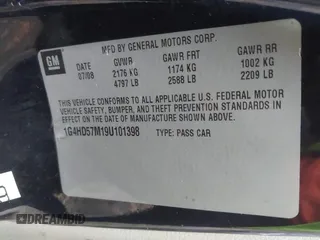 MFD BY GENERAL MOTORS CORP.
GM
DATE GVWR GAWR FRT GAWR RR
07/08 2176 KG 1174 KG 1002 KG
4797 LB 2588 LB 2209 LB
THIS VEHICLE CONFORMS TO ALL APPLICABLE U.S. FEDERAL MOTOR
VEHICLE SAFETY, BUMPER, AND THEFT PREVENTION STANDARDS
IN EFFECT ON THE DATE OF MANUFACTURE SHOWN ABOVE.
1G4HD57M19U101398 TYPE: PASS CAR
DREAMBID